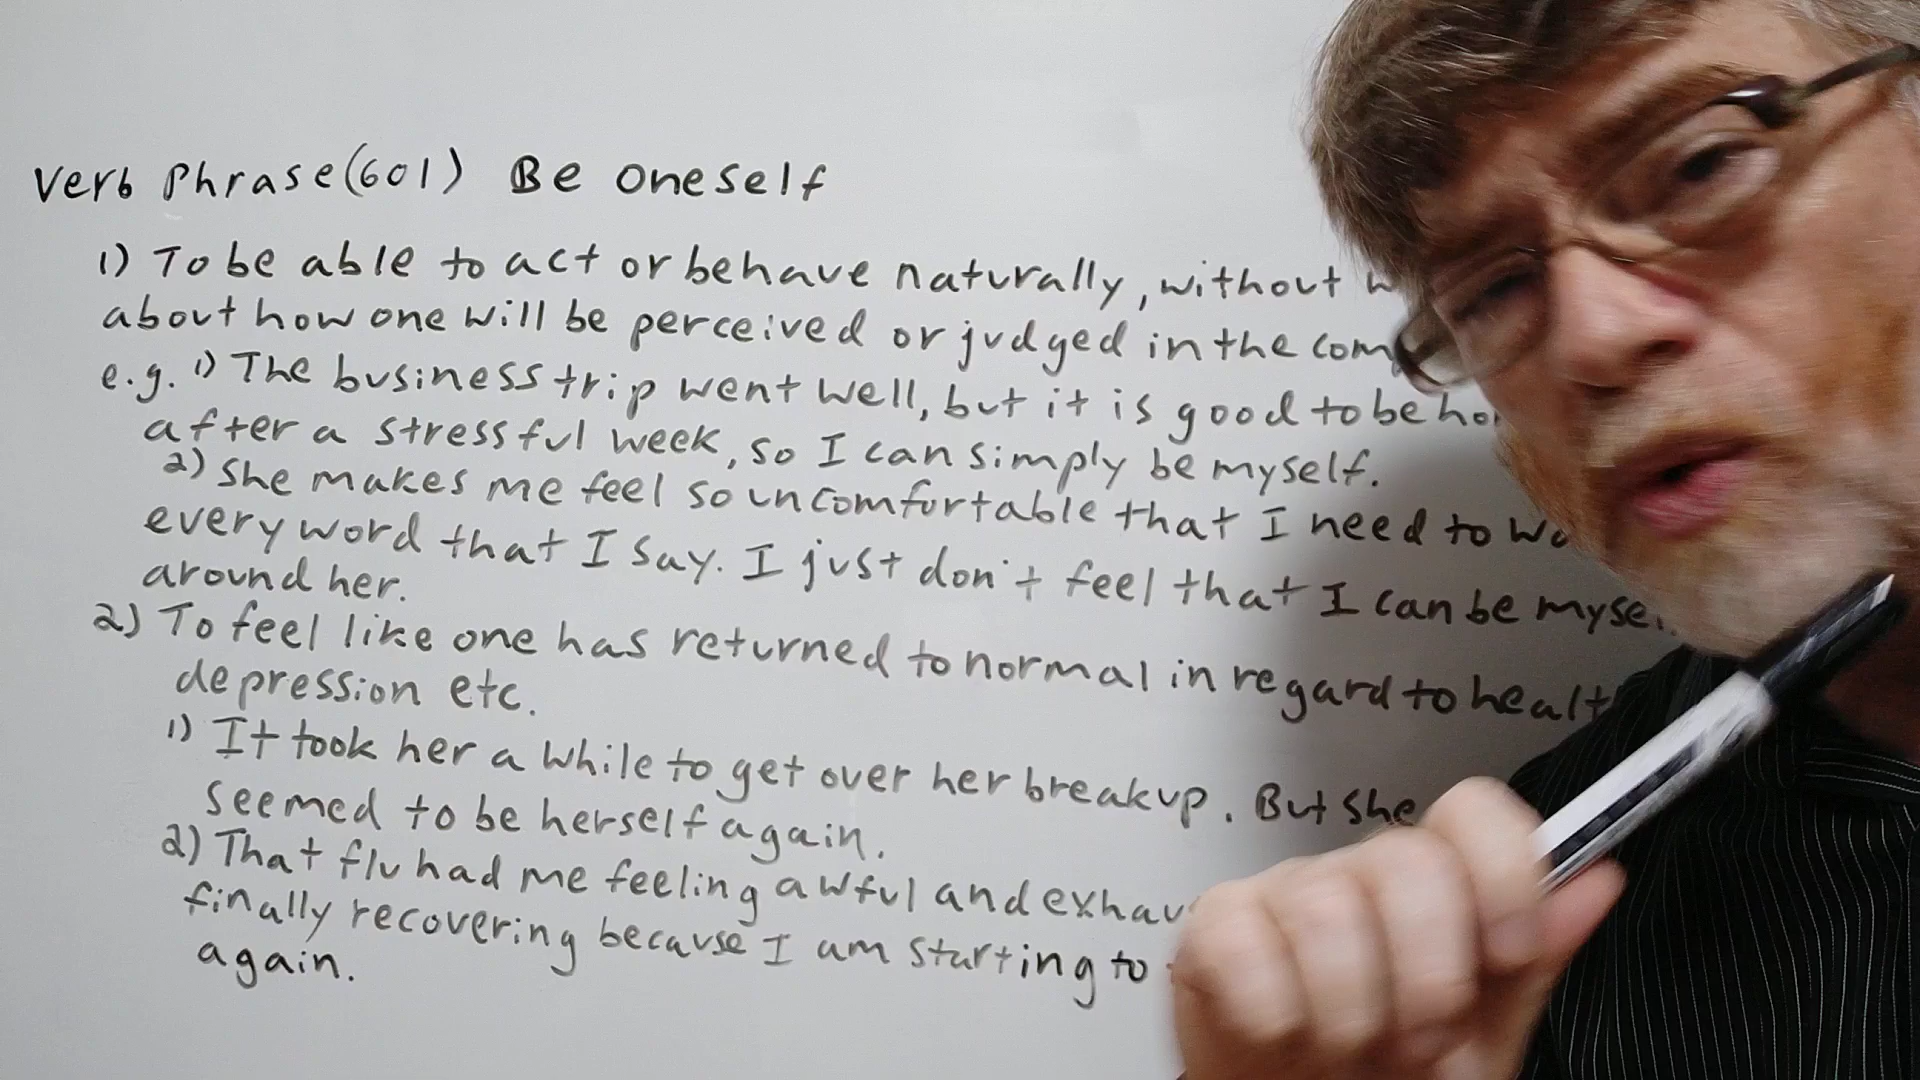 Verb Phrase(601) Be Oneself
1) To be able to act or behave naturally, without
about how one will be perceived or judged in the
e.g. 1) The business trip went well, but it is good to be
after a stressful week, so I can simply be myself.
2) She makes me feel so uncomfortable that I need to
every word that I say. I just don't feel that I can be
around her.
2) To feel like one has returned to normal in regard to
depression etc.
1) It took her a while to get over her breakup. But she
seemed to be herself again.
2) That flu had me feeling awful and
finally recovering because I am starting to
again.